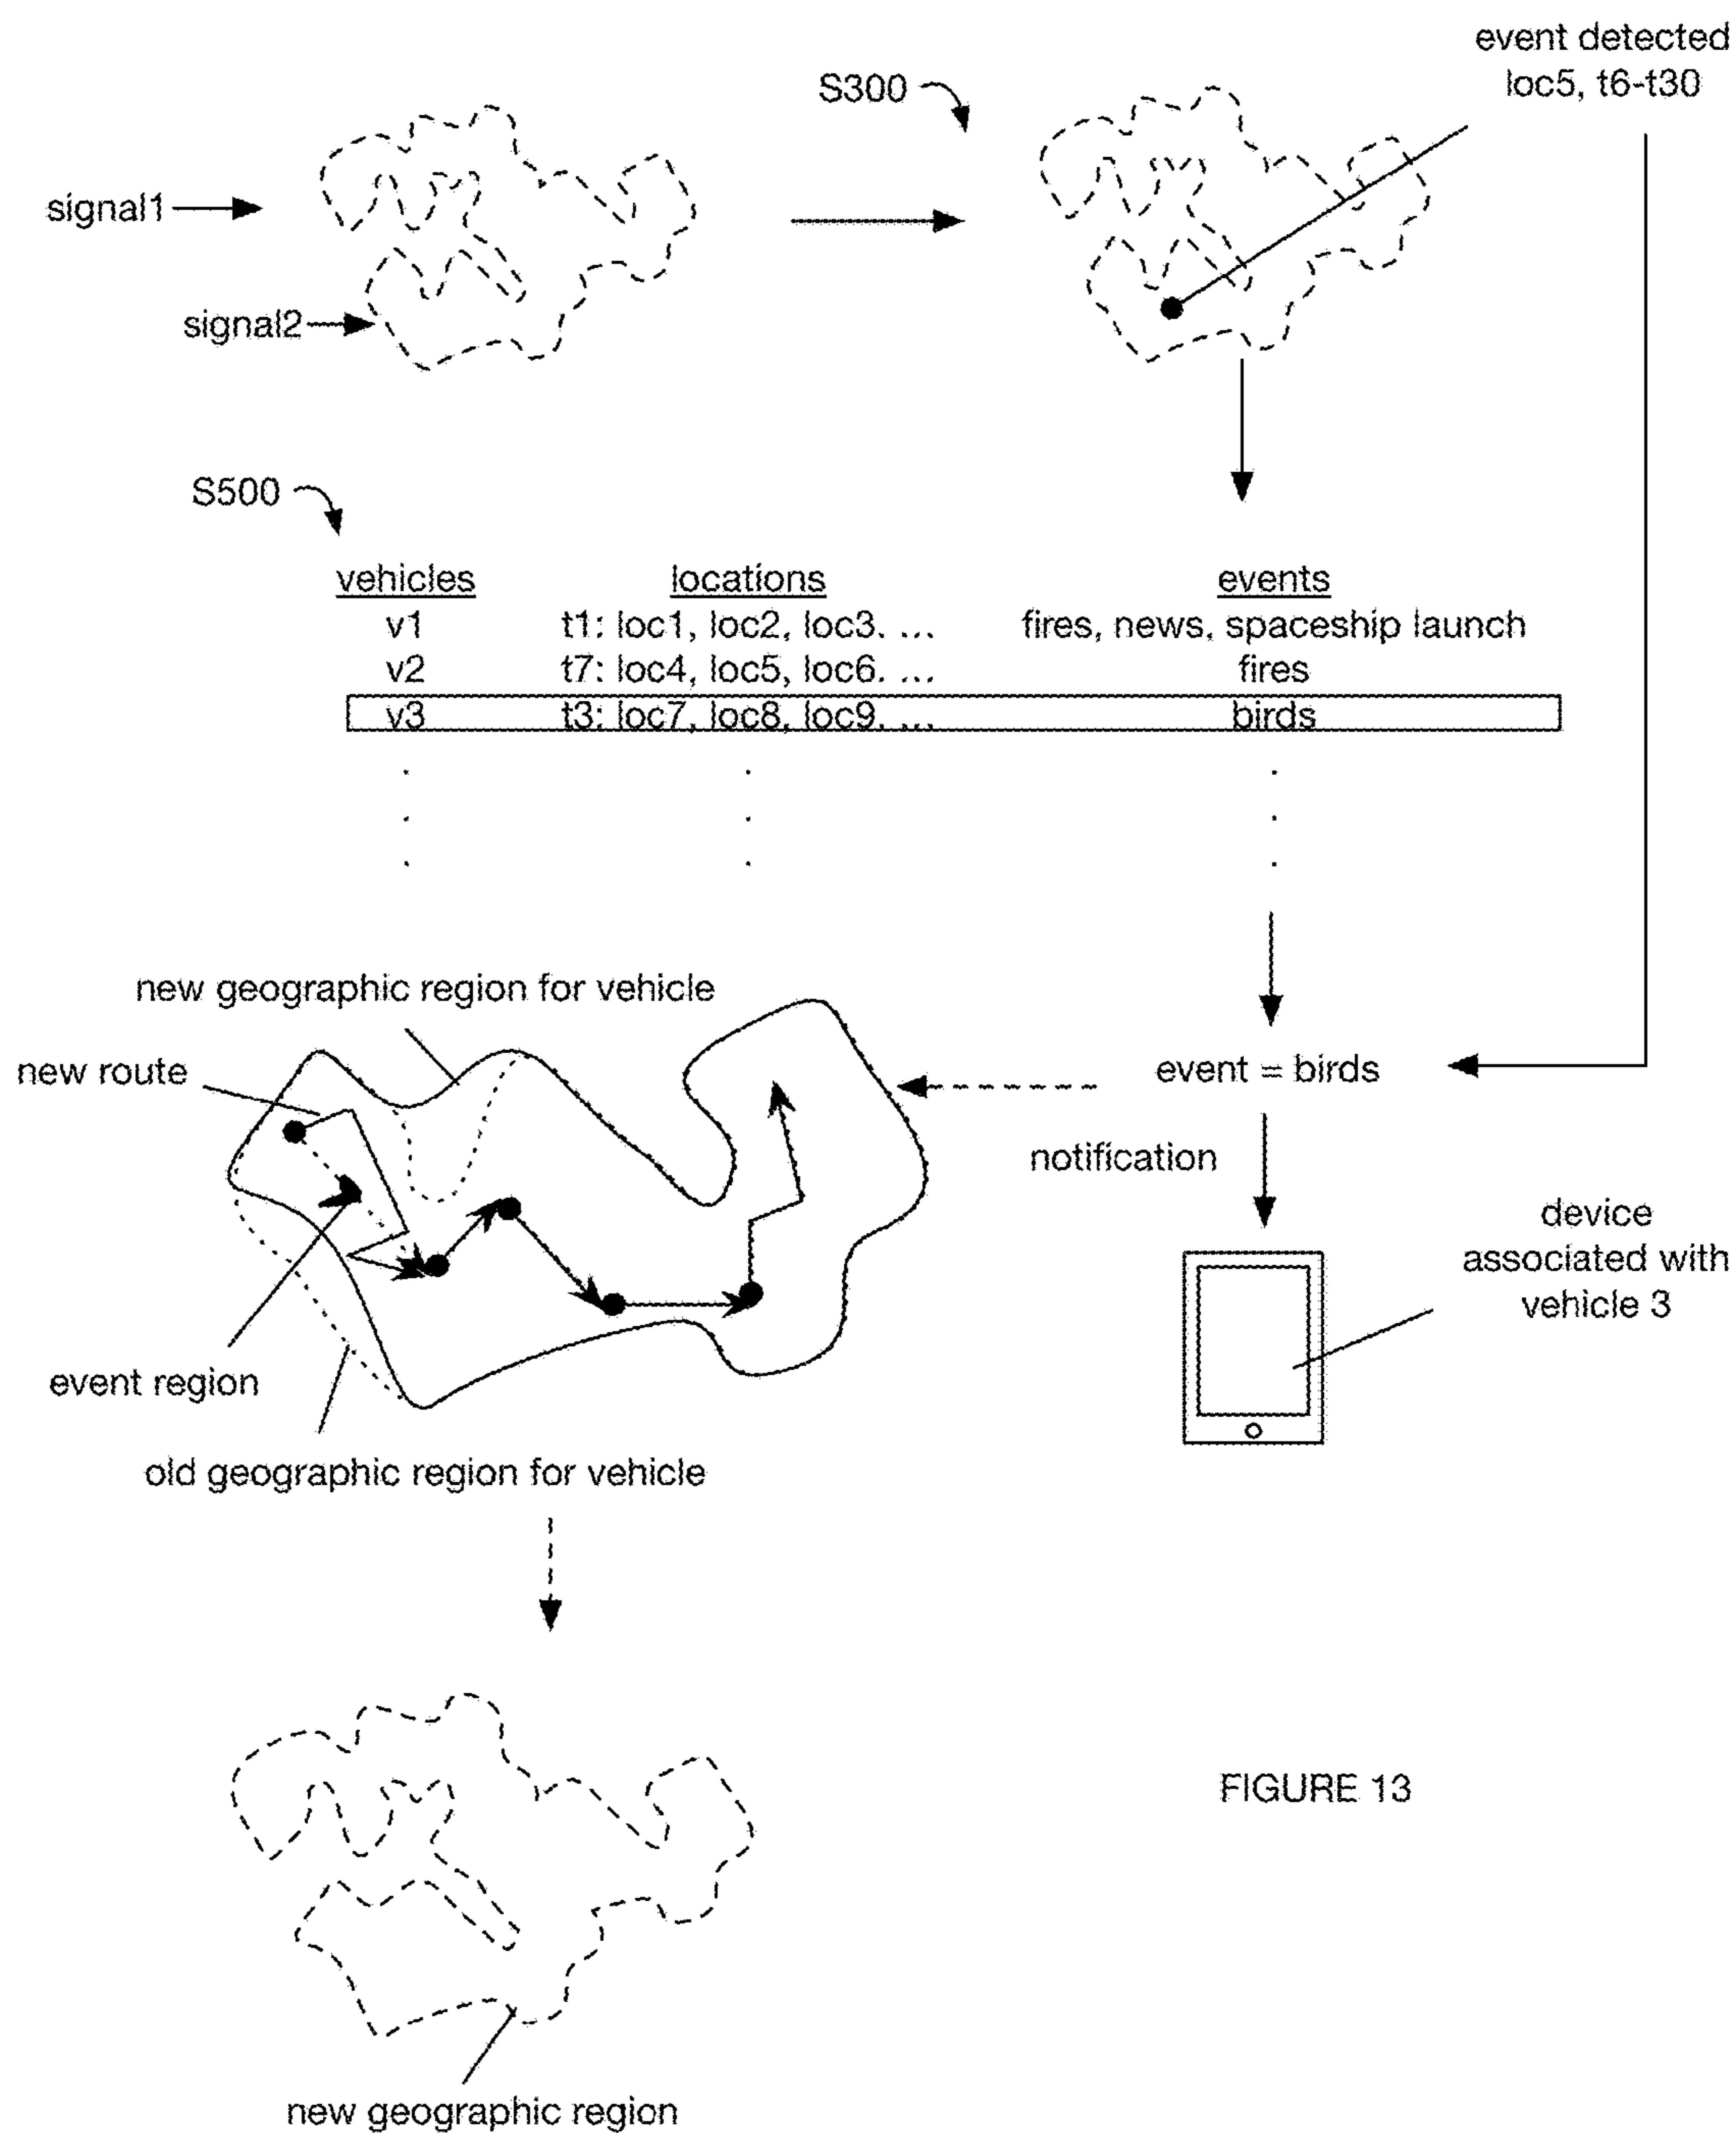 event detected
loc5, t6-t30
S300
signal1
signal2
S500
vehicles locations events
v1 t1: loc1, loc2, loc3. ... fires, news, spaceship launch
v2 t7: loc4, loc5, loc6. ... fires
v3 t3: loc7, loc8, loc9. ... birds
new geographic region for vehicle
new route
event = birds
notification
device
associated with
vehicle 3
event region
old geographic region for vehicle
FIGURE 13
new geographic region